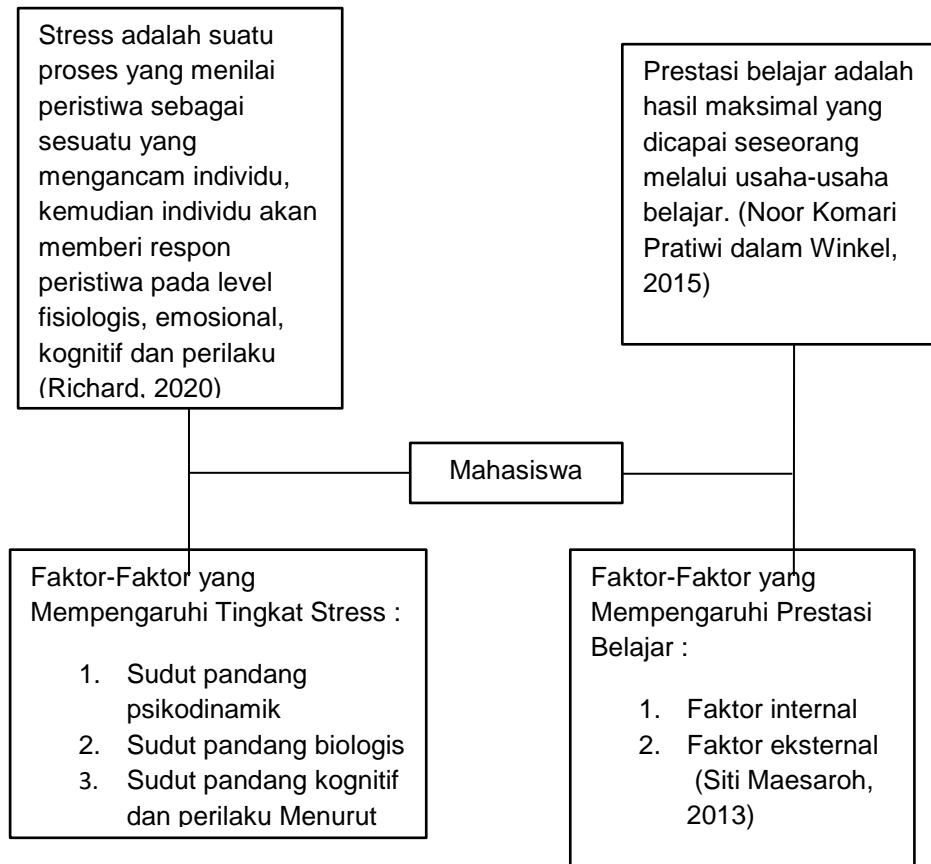 Stress adalah suatu
proses yang menilai
peristiwa sebagai
sesuatu yang
mengancam individu,
kemudian individu akan
memberi respon
peristiwa pada level
fisiologis, emosional,
kognitif dan perilaku
(Richard, 2020)
Prestasi belajar adalah
hasil maksimal yang
dicapai seseorang
melalui usaha-usaha
belajar. (Noor Komari
Pratiwi dalam Winkel,
2015)
Mahasiswa
Faktor-Faktor yang
Mempengaruhi Tingkat Stress :
1. Sudut pandang
psikodinamik
2. Sudut pandang biologis
3. Sudut pandang kognitif
dan perilaku Menurut
Faktor-Faktor yang
Mempengaruhi Prestasi
Belajar :
1. Faktor internal
2. Faktor eksternal
(Siti Maesaroh,
2013)